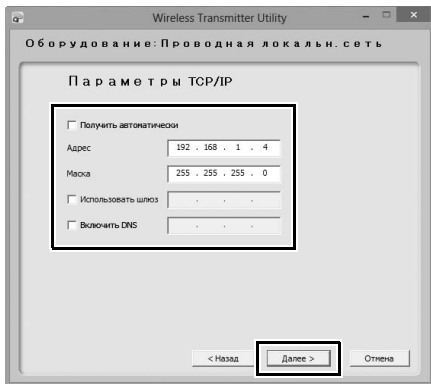 Wireless Transmitter Utility
Оборудование:Проводная локальн.сеть
Параметры TCP/IP
Получить автоматически
Адрес 192 . 168 . 1 . 4
Маска 255 . 255 . 255 . 0
Использовать шлюз . . .
Включить DNS . . .
< Назад Далее > Отмена